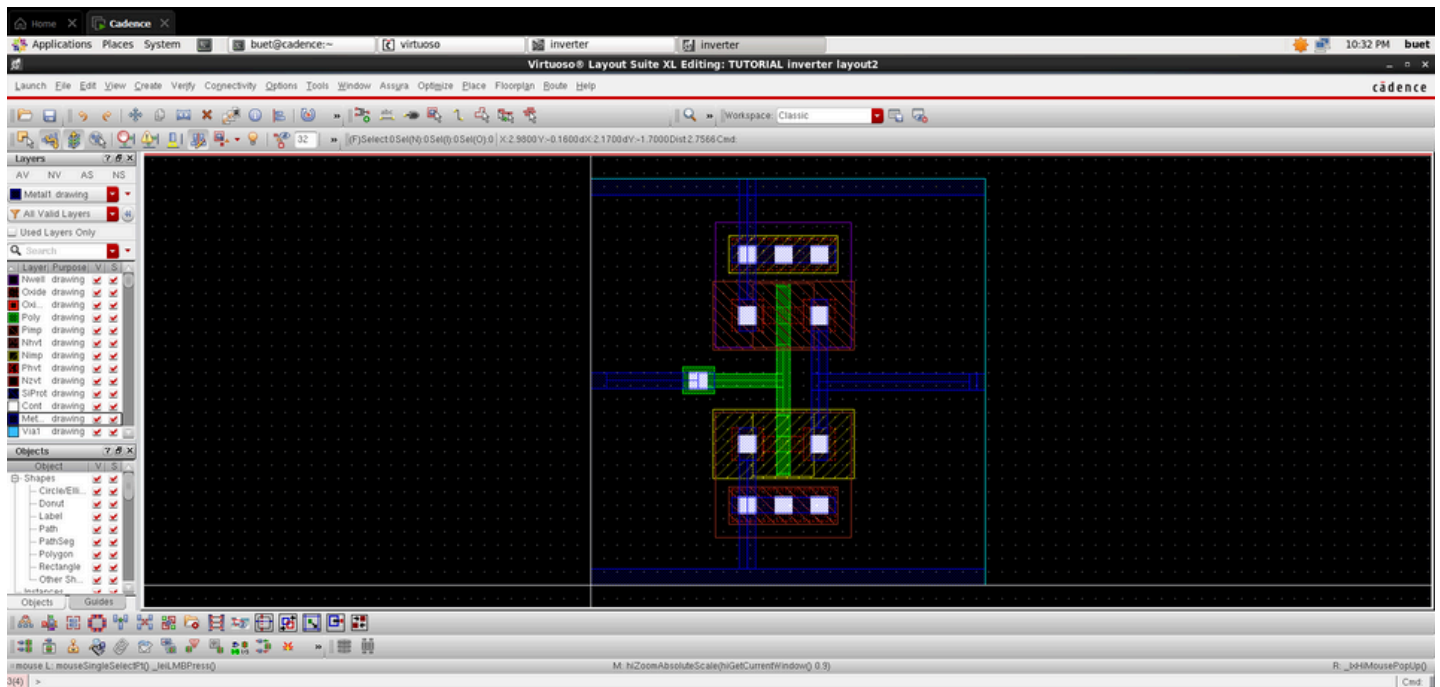 Home Cadence
Applications Places System buet@cadence:~ virtuoso inverter inverter 10:32 PM buet
Virtuoso® Layout Suite XL Editing: TUTORIAL inverter layout2
Launch File Edit View Create Verify Connectivity Options Tools Window Assura Optimize Place Floorplan Route Help cādence
Workspace: Classic
32 (F)Select:0 Sel(N):0 Sel(I):0 Sel(O):0 X:2.9800 Y:-0.1600 dX:2.1700 dY:-1.7000 Dist:2.7566 Cmd:
Layers
AV NV AS NS
Metal1 drawing
All Valid Layers
Used Layers Only
Search
Layer Purpose V S
Nwell drawing
Oxide drawing
Oxi... drawing
Poly drawing
Pimp drawing
Nhvt drawing
Nimp drawing
Phvt drawing
Nzvt drawing
SiProt drawing
Cont drawing
Met... drawing
Via1 drawing
Objects
Object V S
Shapes
Circle/Elli...
Donut
Label
Path
PathSeg
Polygon
Rectangle
Other Sh...
Instances
Objects Guides
mouse L: mouseSingleSelectPt() _leiLMBPress() M: hiZoomAbsoluteScale(hiGetCurrentWindow() 0.9) R: _lxHiMousePopUp()
3(4) > Cmd: